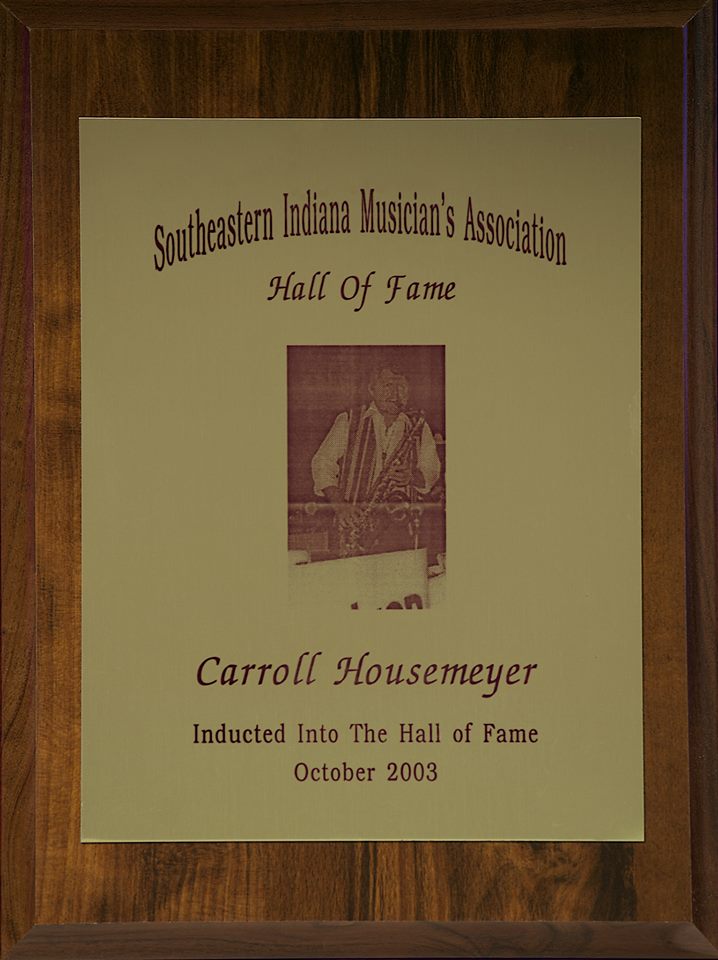 Southeastern Indiana Musician's Association
Hall Of Fame
Carroll Housemeyer
Inducted Into The Hall of Fame
October 2003